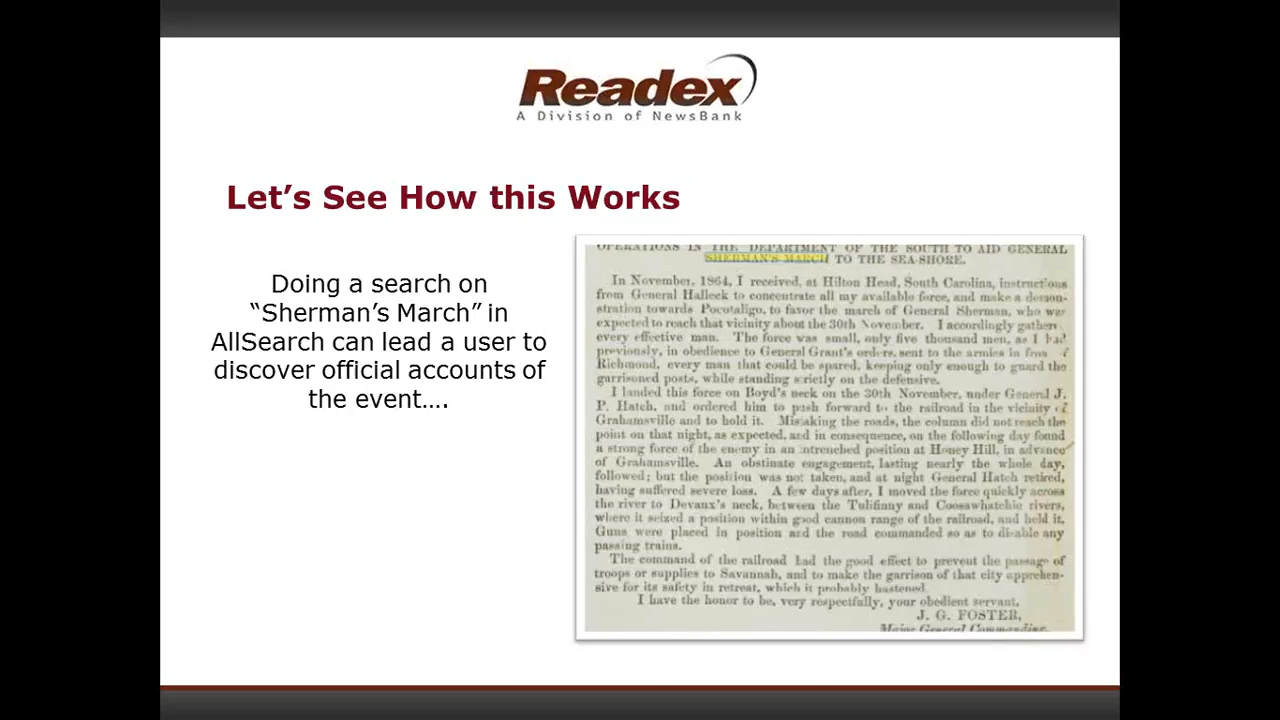 Readex
A Division of NewsBank
Let's See How this Works
Doing a search on
“Sherman's March” in
AllSearch can lead a user to
discover official accounts of
the event….
OPERATIONS IN THE DEPARTMENT OF THE SOUTH TO AID GENERAL
SHERMAN'S MARCH TO THE SEA-SHORE.
In November, 1864, I received, at Hilton Head, South Carolina, instructions
from General Halleck to concentrate all my available force, and make a demon-
stration towards Pocotaligo, to favor the march of General Sherman, who was
expected to reach that vicinity about the 30th November. I accordingly gathere
every effective man. The force was small, only five thousand men, as I had
previously, in obedience to General Grant's orders, sent to the armies in fron
Richmond, every man that could be spared, keeping only enough to guard the
garrisoned posts, while standing strictly on the defensive.
I landed this force on Boyd's neck on the 30th November, under General J.
P. Hatch, and ordered him to push forward to the railroad in the vicinity of
Grahamsville and to hold it. Mistaking the roads, the column did not reach the
point on that night, as expected, and in consequence, on the following day found
a strong force of the enemy in an intrenched position at Honey Hill, in advance
of Grahamsville. An obstinate engagement, lasting nearly the whole day,
followed; but the position was not taken, and at night General Hatch retired,
having suffered severe loss. A few days after, I moved the force quickly across
the river to Devaux's neck, between the Tulifinny and Coosawhatchie rivers,
where it seized a position within good cannon range of the railroad, and held it.
Guns were placed in position and the road commanded so as to disable any
passing trains.
The command of the railroad had the good effect to prevent the passage of
troops or supplies to Savannah, and to make the garrison of that city apprehen-
sive for its safety in retreat, which it probably hastened.
I have the honor to be, very respectfully, your obedient servant,
J. G. FOSTER,
Major General Commanding.